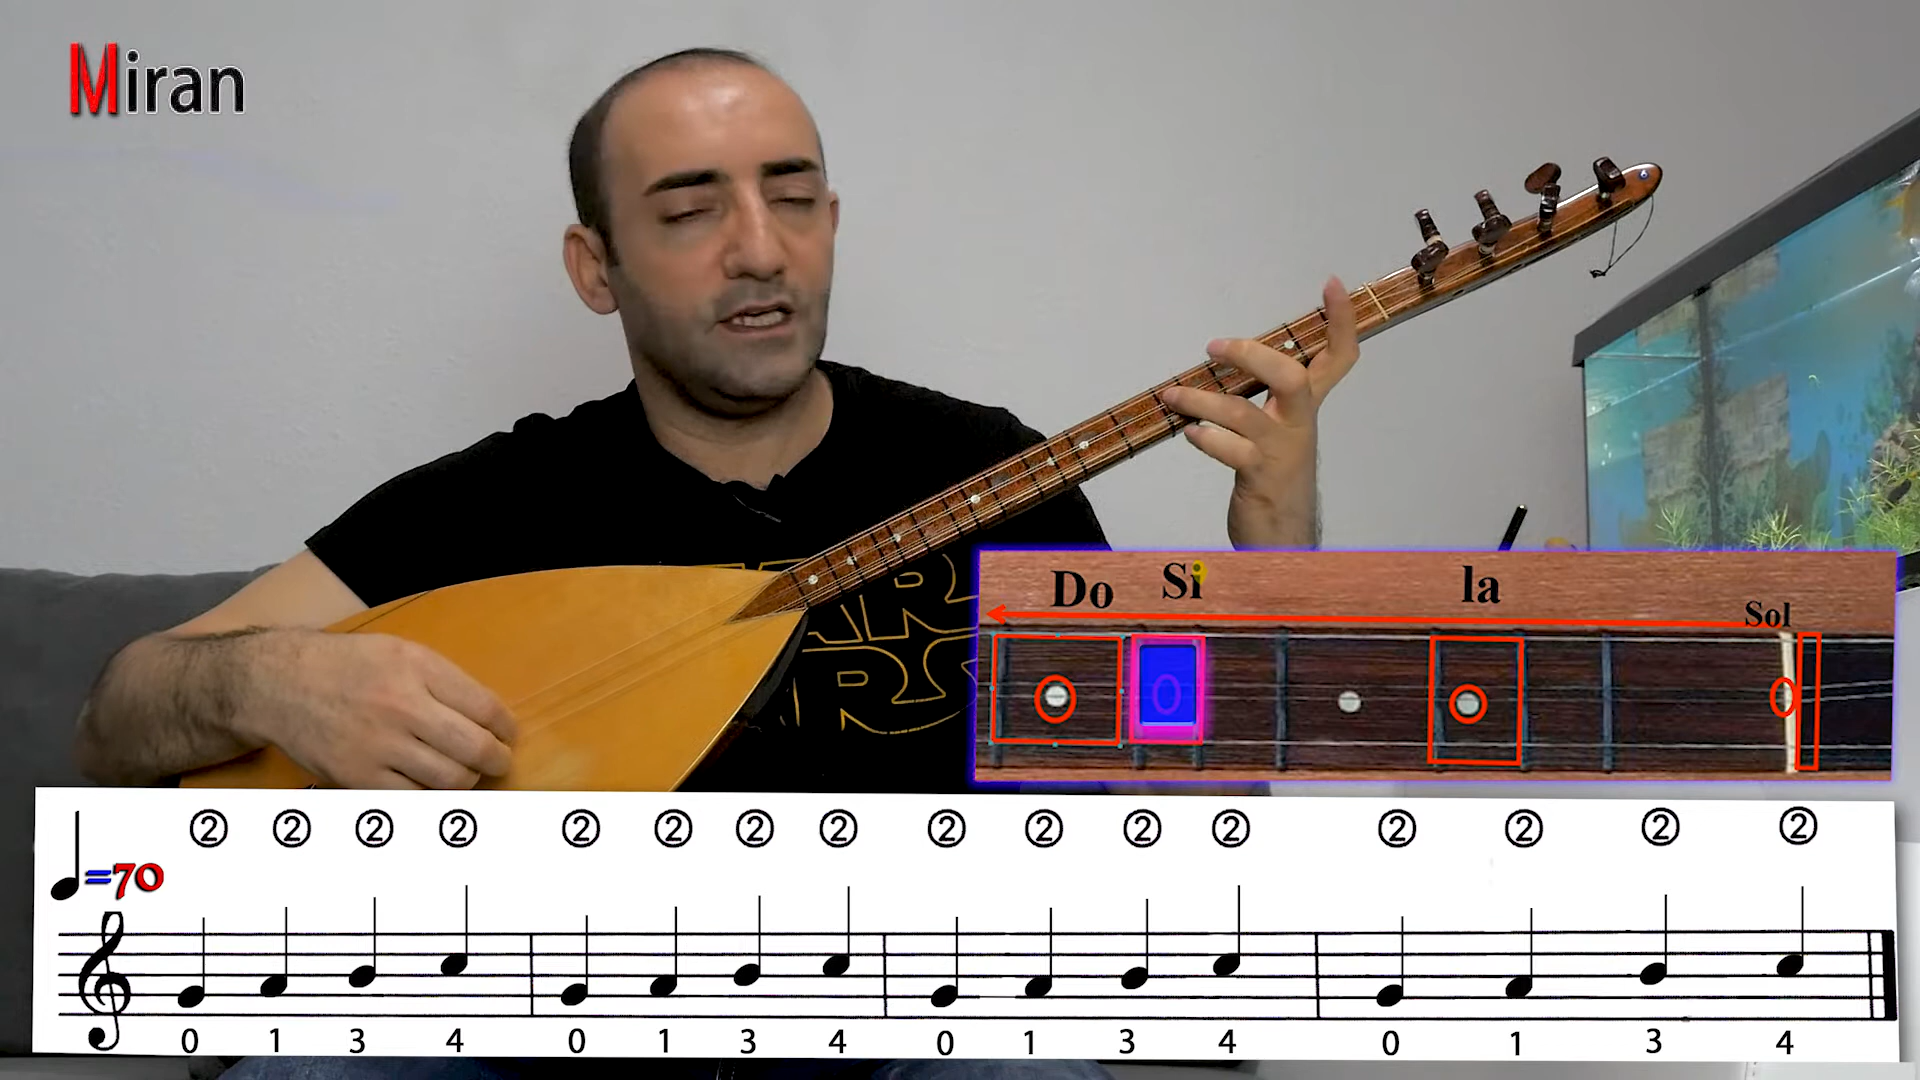 Miran
Do Si la Sol
② ② ② ② ② ② ② ② ② ② ② ② ② ② ② ②
=70
0 1 3 4 0 1 3 4 0 1 3 4 0 1 3 4